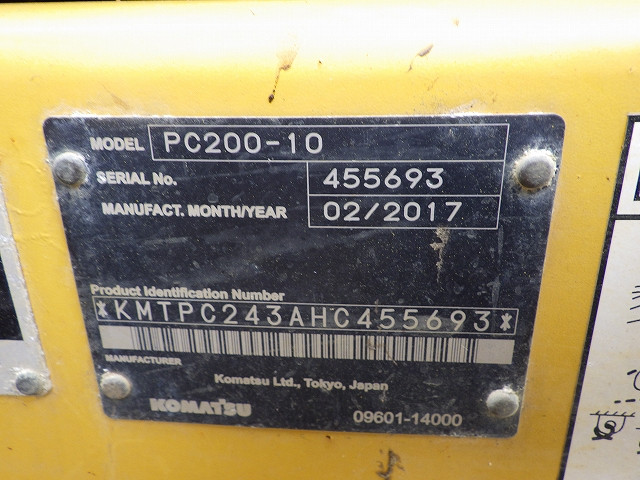 MODEL PC200-10
SERIAL No. 455693
MANUFACT. MONTH/YEAR 02/2017
Product Identification Number
*KMTPC243AHC455693*
MANUFACTURER
Komatsu Ltd., Tokyo, Japan
KOMATSU 09601-14000